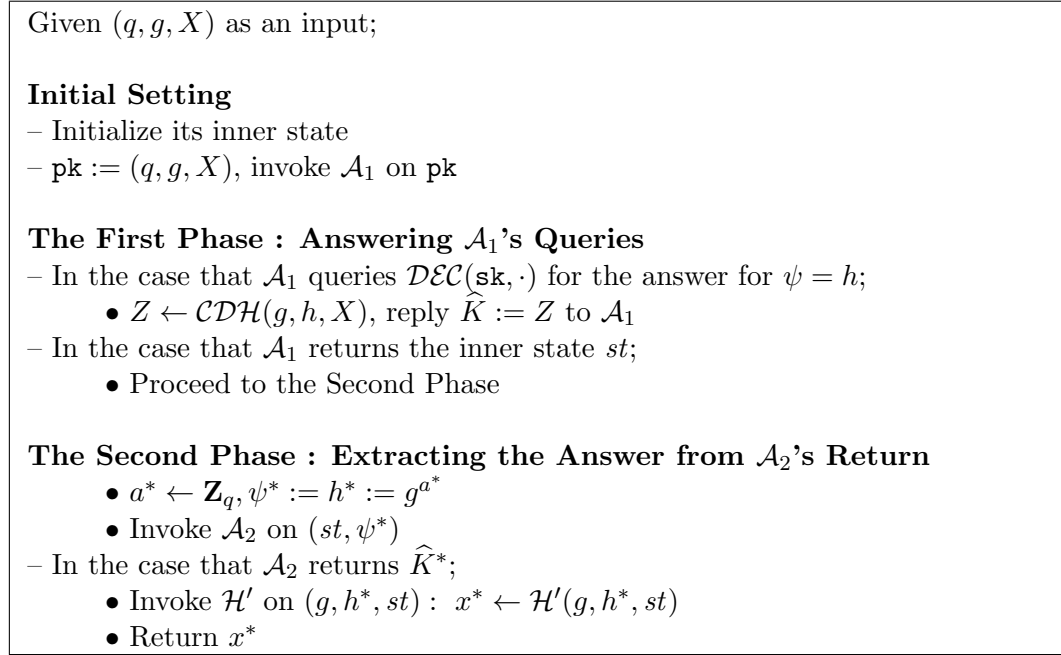 Given (q, g, X) as an input;
Initial Setting
– Initialize its inner state
– pk := (q, g, X), invoke 𝒜₁ on pk
The First Phase : Answering 𝒜₁'s Queries
– In the case that 𝒜₁ queries 𝒟ℰ𝒞(sk, ·) for the answer for ψ = h;
• Z ← 𝒞𝒟ℋ(g, h, X), reply K̂ := Z to 𝒜₁
– In the case that 𝒜₁ returns the inner state st;
• Proceed to the Second Phase
The Second Phase : Extracting the Answer from 𝒜₂'s Return
• a* ← Z_q, ψ* := h* := g^{a*}
• Invoke 𝒜₂ on (st, ψ*)
– In the case that 𝒜₂ returns K̂*;
• Invoke ℋ′ on (g, h*, st) : x* ← ℋ′(g, h*, st)
• Return x*